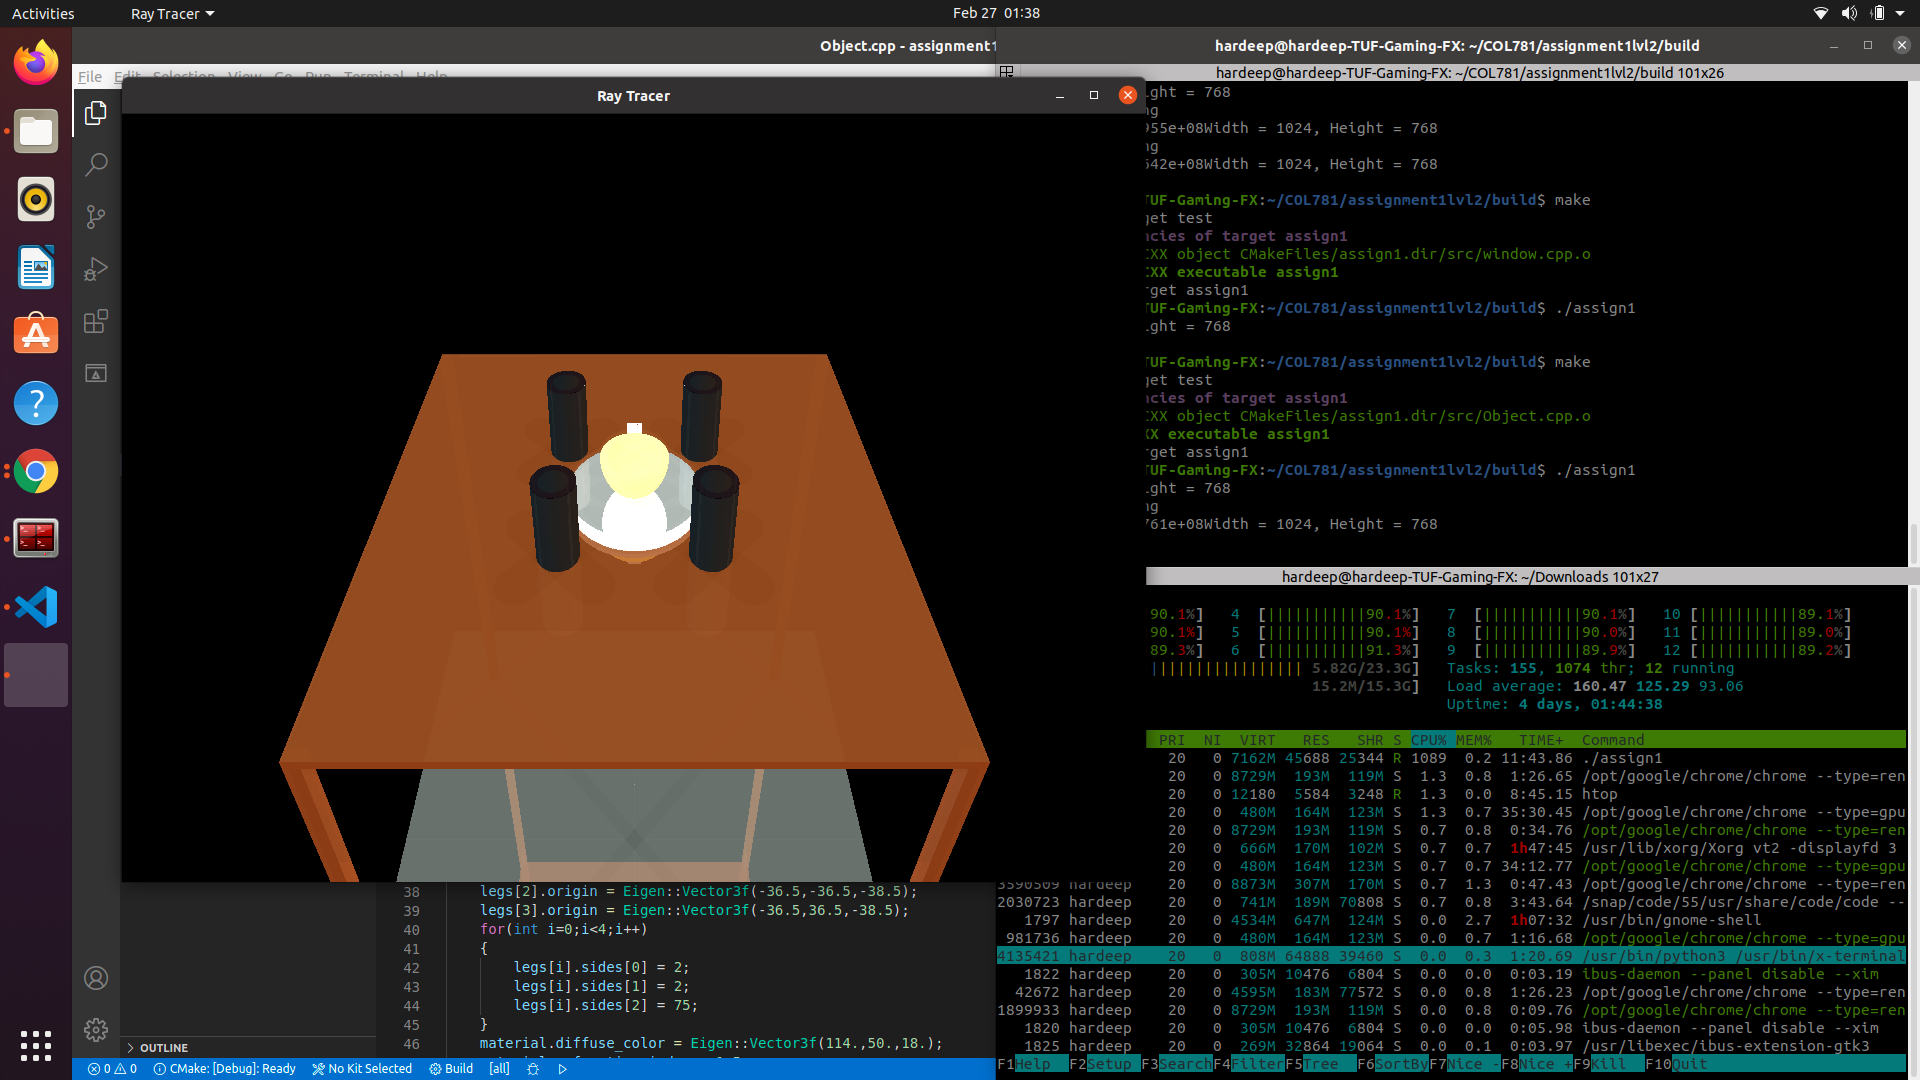 Activities
Ray Tracer
Feb 27 01:38
Object.cpp - assignment1
hardeep@hardeep-TUF-Gaming-FX: ~/COL781/assignment1lvl2/build
File Edit Selection View Go Run Terminal Help
hardeep@hardeep-TUF-Gaming-FX: ~/COL781/assignment1lvl2/build 101x26
Ray Tracer
ight = 768
ng
955e+08Width = 1024, Height = 768
ng
542e+08Width = 1024, Height = 768
TUF-Gaming-FX:~/COL781/assignment1lvl2/build$ make
get test
ncies of target assign1
CXX object CMakeFiles/assign1.dir/src/window.cpp.o
CXX executable assign1
rget assign1
TUF-Gaming-FX:~/COL781/assignment1lvl2/build$ ./assign1
ight = 768
TUF-Gaming-FX:~/COL781/assignment1lvl2/build$ make
get test
ncies of target assign1
CXX object CMakeFiles/assign1.dir/src/Object.cpp.o
XX executable assign1
rget assign1
TUF-Gaming-FX:~/COL781/assignment1lvl2/build$ ./assign1
ight = 768
ng
761e+08Width = 1024, Height = 768
hardeep@hardeep-TUF-Gaming-FX: ~/Downloads 101x27
90.1%] 4 [|||||||||||90.1%] 7 [|||||||||||90.1%] 10 [|||||||||||89.1%]
90.1%] 5 [|||||||||||90.1%] 8 [|||||||||||90.0%] 11 [|||||||||||89.0%]
89.3%] 6 [|||||||||||91.3%] 9 [|||||||||||89.9%] 12 [|||||||||||89.2%]
|||||||||||||||||5.82G/23.3G] Tasks: 155, 1074 thr; 12 running
15.2M/15.3G] Load average: 160.47 125.29 93.06
Uptime: 4 days, 01:44:38
PRI NI VIRT RES SHR S CPU% MEM% TIME+ Command
20 0 7162M 45688 25344 R 1089 0.2 11:43.86 ./assign1
20 0 8729M 193M 119M S 1.3 0.8 1:26.65 /opt/google/chrome/chrome --type=ren
20 0 12180 5584 3248 R 1.3 0.0 8:45.15 htop
20 0 480M 164M 123M S 1.3 0.7 35:30.45 /opt/google/chrome/chrome --type=gpu
20 0 8729M 193M 119M S 0.7 0.8 0:34.76 /opt/google/chrome/chrome --type=ren
20 0 666M 170M 102M S 0.7 0.7 1h47:45 /usr/lib/xorg/Xorg vt2 -displayfd 3
20 0 480M 164M 123M S 0.7 0.7 34:12.77 /opt/google/chrome/chrome --type=gpu
3590509 hardeep 20 0 8873M 307M 170M S 0.7 1.3 0:47.43 /opt/google/chrome/chrome --type=ren
2030723 hardeep 20 0 741M 189M 70808 S 0.7 0.8 3:43.64 /snap/code/55/usr/share/code/code --
1797 hardeep 20 0 4534M 647M 124M S 0.0 2.7 1h07:32 /usr/bin/gnome-shell
981736 hardeep 20 0 480M 164M 123M S 0.0 0.7 1:16.68 /opt/google/chrome/chrome --type=gpu
4135421 hardeep 20 0 808M 64888 39460 S 0.0 0.3 1:20.69 /usr/bin/python3 /usr/bin/x-terminal
1822 hardeep 20 0 305M 10476 6804 S 0.0 0.0 0:03.19 ibus-daemon --panel disable --xim
42672 hardeep 20 0 4595M 183M 77572 S 0.0 0.8 1:26.23 /opt/google/chrome/chrome --type=ren
1899933 hardeep 20 0 8729M 193M 119M S 0.0 0.8 0:09.76 /opt/google/chrome/chrome --type=ren
1820 hardeep 20 0 305M 10476 6804 S 0.0 0.0 0:05.98 ibus-daemon --panel disable --xim
1825 hardeep 20 0 269M 32864 19064 S 0.0 0.1 0:03.97 /usr/libexec/ibus-extension-gtk3
F1Help F2Setup F3SearchF4FilterF5Tree F6SortByF7Nice -F8Nice +F9Kill F10Quit
38 legs[2].origin = Eigen::Vector3f(-36.5,-36.5,-38.5);
39 legs[3].origin = Eigen::Vector3f(-36.5,36.5,-38.5);
40 for(int i=0;i<4;i++)
41 {
42 legs[i].sides[0] = 2;
43 legs[i].sides[1] = 2;
44 legs[i].sides[2] = 75;
45 }
46 material.diffuse_color = Eigen::Vector3f(114.,50.,18.);
OUTLINE
0 0 CMake: [Debug]: Ready No Kit Selected Build [all]